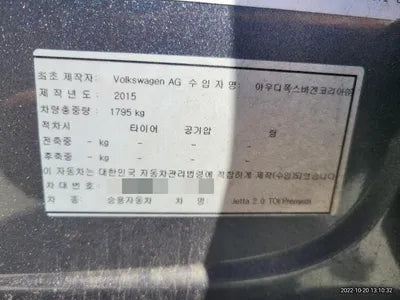 최초 제작자: Volkswagen AG 수 입 자 명: 아우디폭스바겐코리아㈜
제 작 년 도 : 2015
차량총중량 : 1795 kg
적차시 타 이 어 공 기 압 림
전축중 - kg - -
후축중 - kg - -
이 자동차는 대한민국 자동차관리법령에 적합하게 제작(수입)되었습니다.
차 대 번 호 :
차 종: 승용자동차 차 명: Jetta 2.0 TDI
2022-10-20 13:10:32